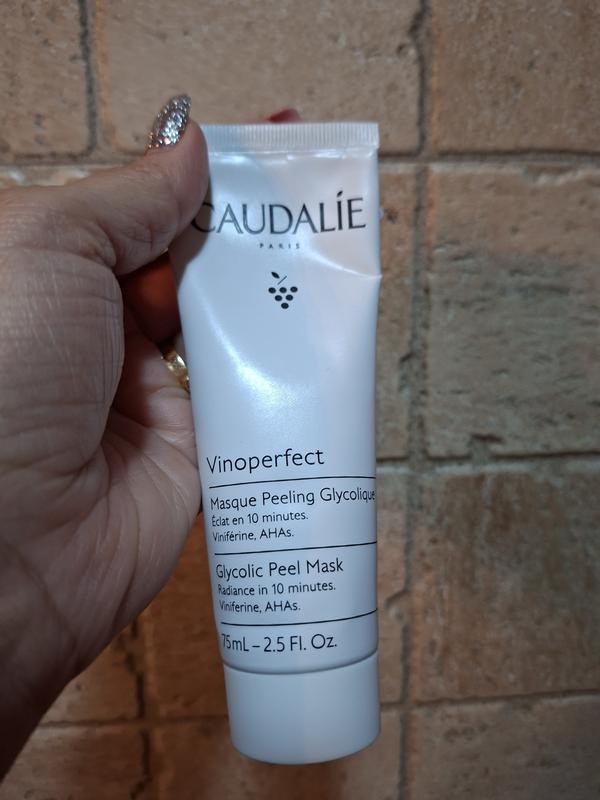 CAUDALÍE
PARIS
Vinoperfect
Masque Peeling Glycolique
Éclat en 10 minutes.
Viniférine, AHAs.
Glycolic Peel Mask
Radiance in 10 minutes.
Viniferine, AHAs.
75mL – 2.5 Fl. Oz.